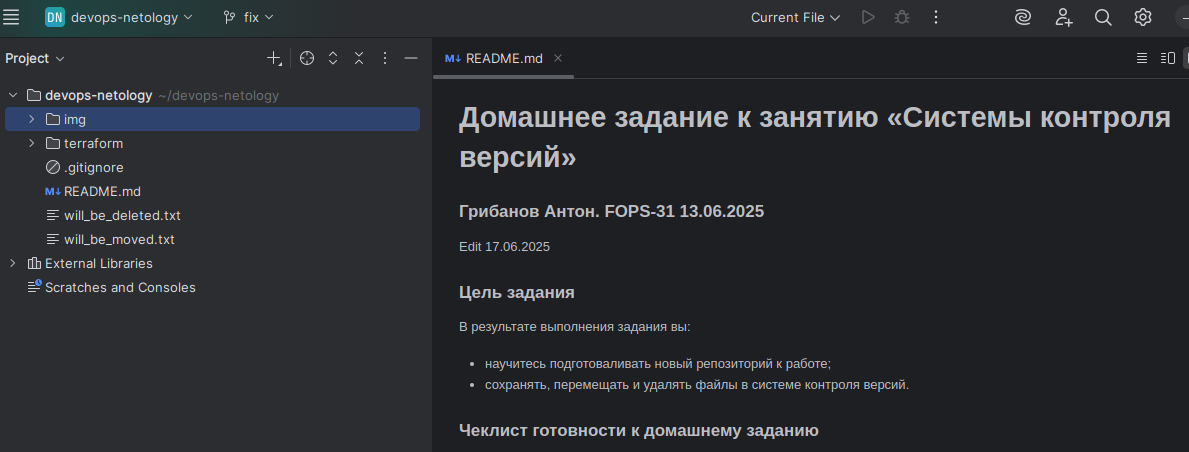 DN devops-netology fix Current File
Project
README.md
devops-netology ~/devops-netology
img
terraform
.gitignore
README.md
will_be_deleted.txt
will_be_moved.txt
External Libraries
Scratches and Consoles
Домашнее задание к занятию «Системы контроля
версий»
Грибанов Антон. FOPS-31 13.06.2025
Edit 17.06.2025
Цель задания
В результате выполнения задания вы:
научитесь подготоваливать новый репозиторий к работе;
сохранять, перемещать и удалять файлы в системе контроля версий.
Чеклист готовности к домашнему заданию